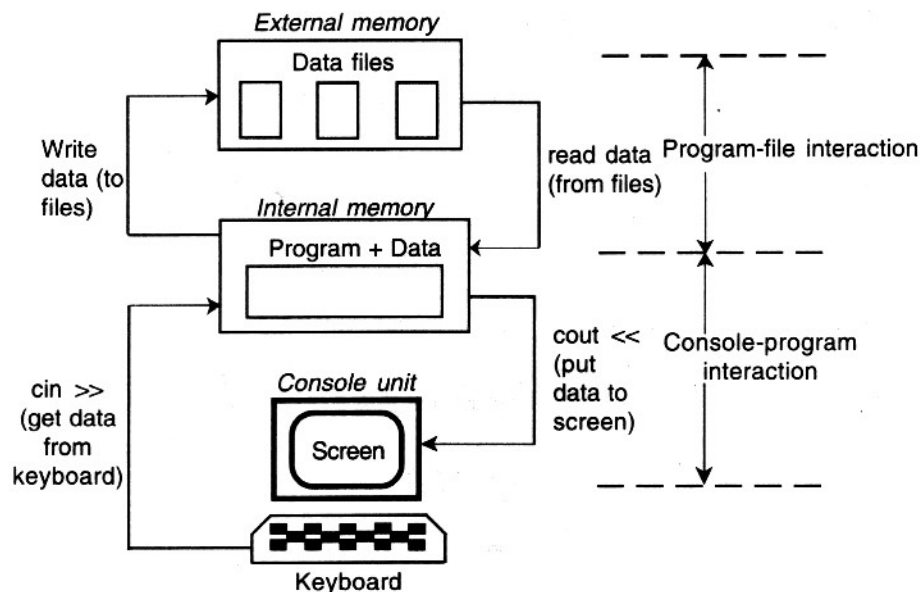 External memory
Data files
Write
data (to
files)
read data
(from files)
Program-file interaction
Internal memory
Program + Data
cin >>
(get data
from
keyboard)
cout <<
(put
data to
screen)
Console-program
interaction
Console unit
Screen
Keyboard